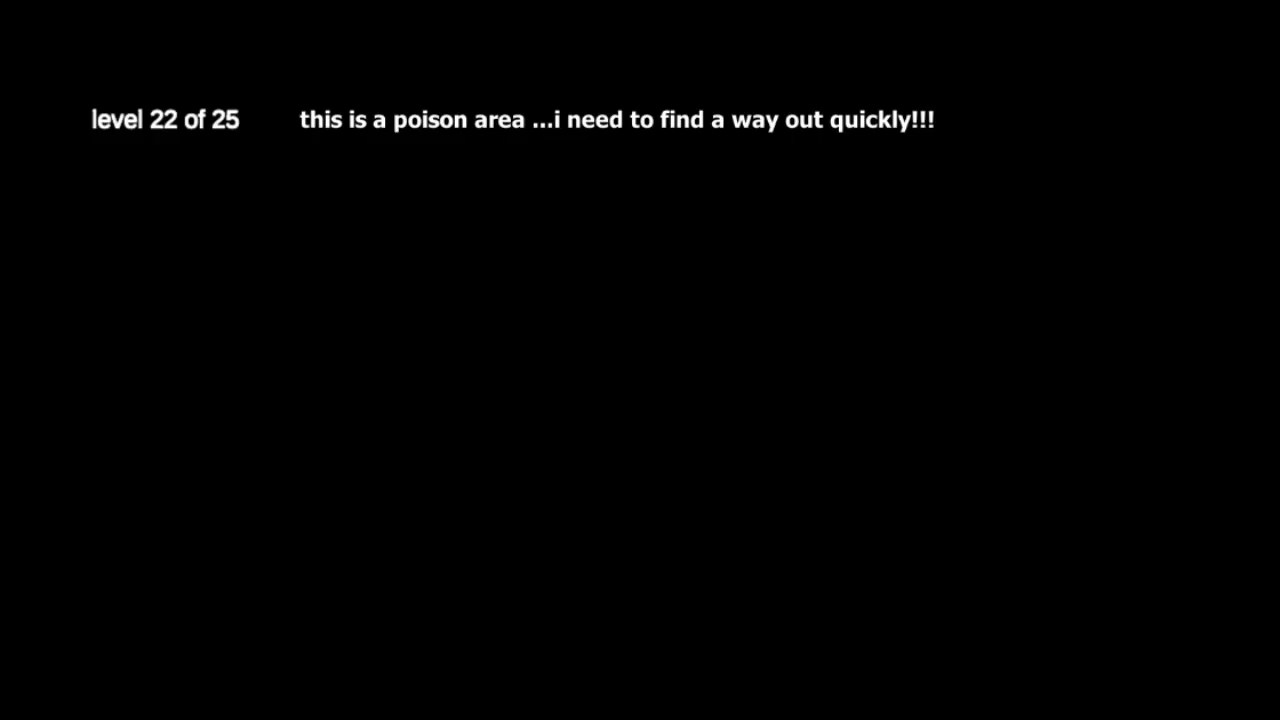 level 22 of 25 this is a poison area ...i need to find a way out quickly!!!